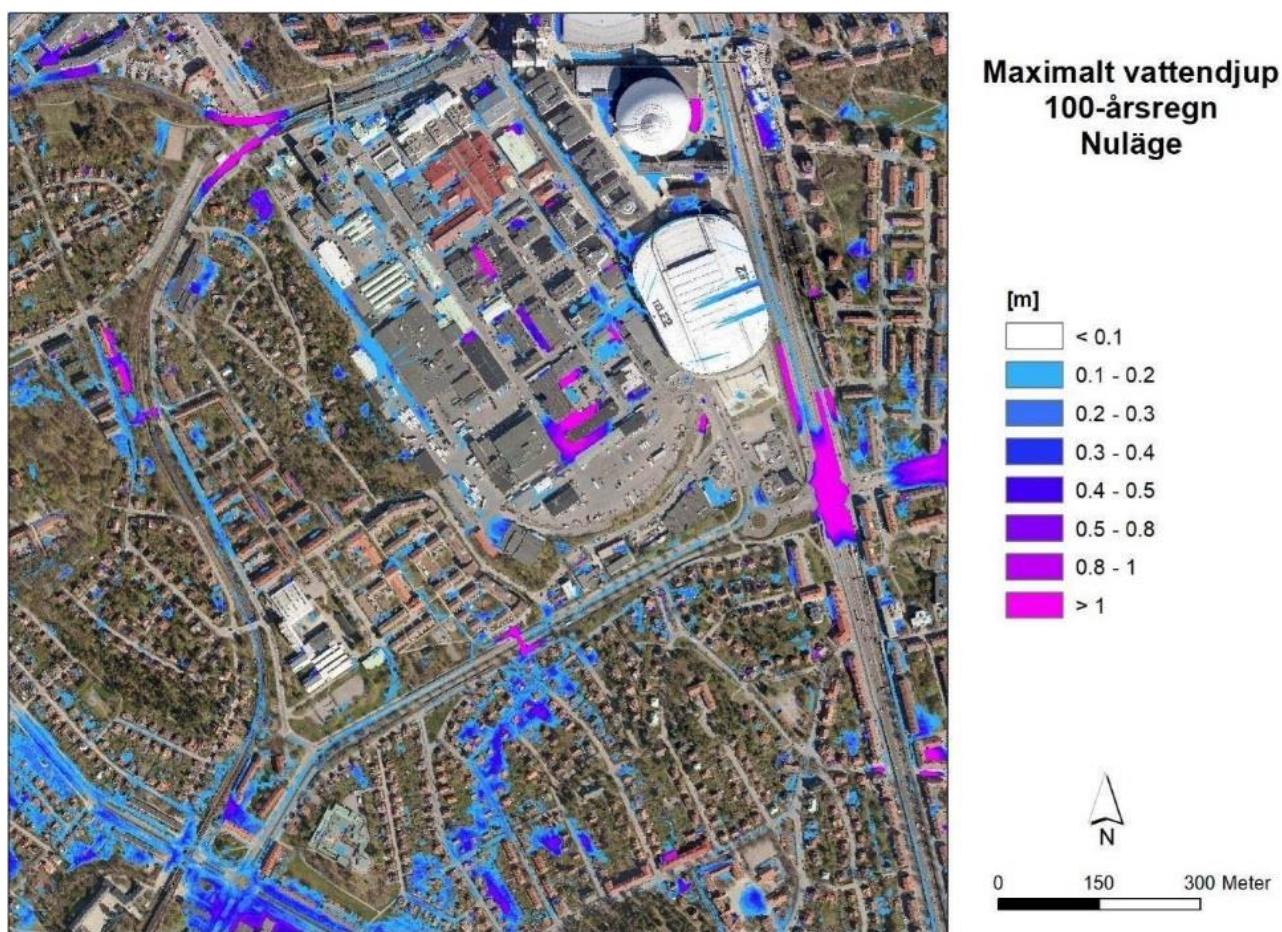 Maximalt vattendjup
100-årsregn
Nuläge
[m]
< 0.1
0.1 - 0.2
0.2 - 0.3
0.3 - 0.4
0.4 - 0.5
0.5 - 0.8
0.8 - 1
> 1
N
0 150 300 Meter
TELE2